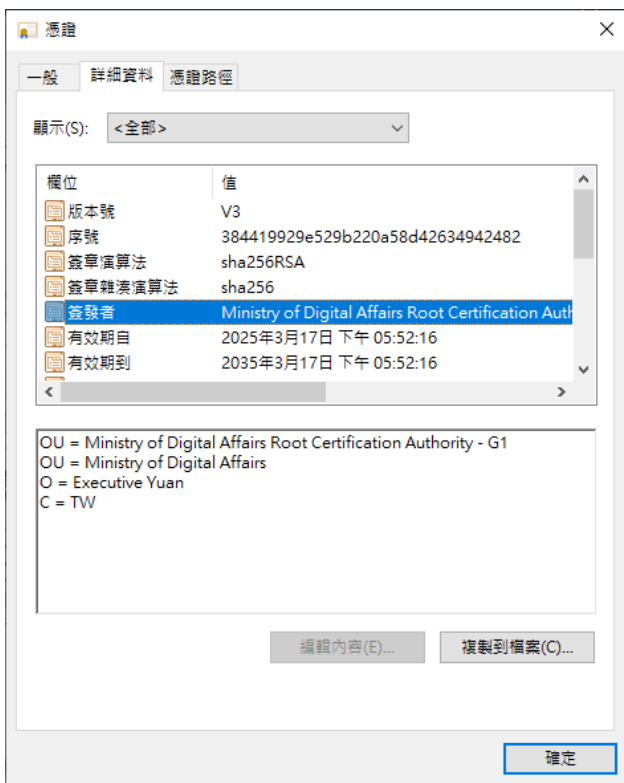 憑證
一般 詳細資料 憑證路徑
顯示(S): <全部>
欄位 值
版本號 V3
序號 384419929e529b220a58d42634942482
簽章演算法 sha256RSA
簽章雜湊演算法 sha256
簽發者 Ministry of Digital Affairs Root Certification Auth
有效期自 2025年3月17日 下午 05:52:16
有效期到 2035年3月17日 下午 05:52:16
OU = Ministry of Digital Affairs Root Certification Authority - G1
OU = Ministry of Digital Affairs
O = Executive Yuan
C = TW
編輯內容(E)... 複製到檔案(C)...
確定